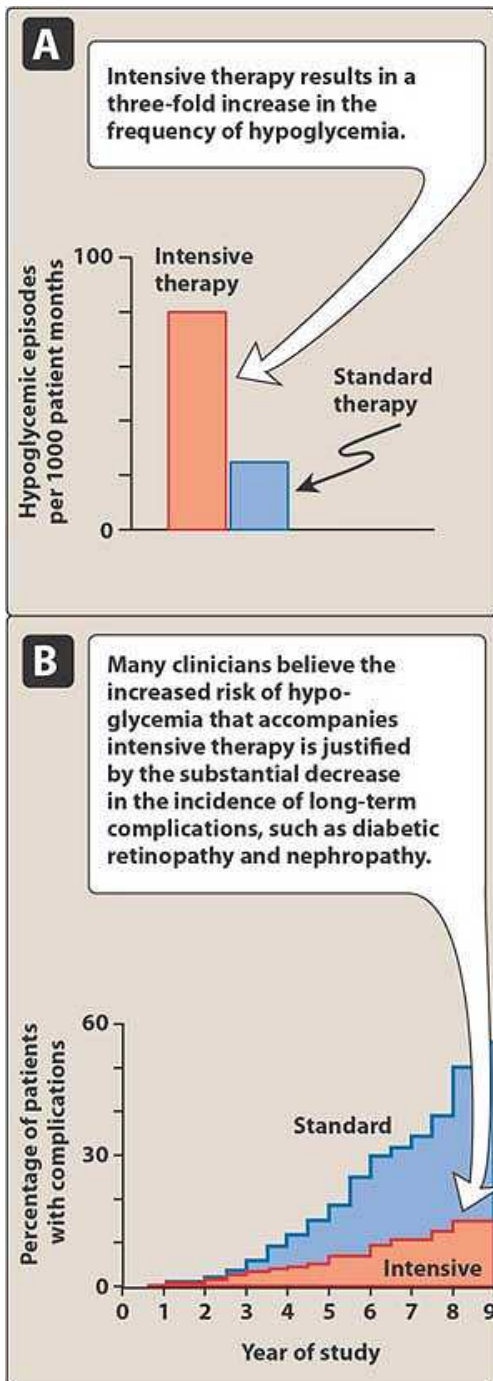 A
Intensive therapy results in a
three-fold increase in the
frequency of hypoglycemia.
100
Intensive
therapy
Standard
therapy
Hypoglycemic episodes
per 1000 patient months
0
B
Many clinicians believe the
increased risk of hypo-
glycemia that accompanies
intensive therapy is justified
by the substantial decrease
in the incidence of long-term
complications, such as diabetic
retinopathy and nephropathy.
60
Percentage of patients
with complications
Standard
30
Intensive
0
0 1 2 3 4 5 6 7 8 9
Year of study